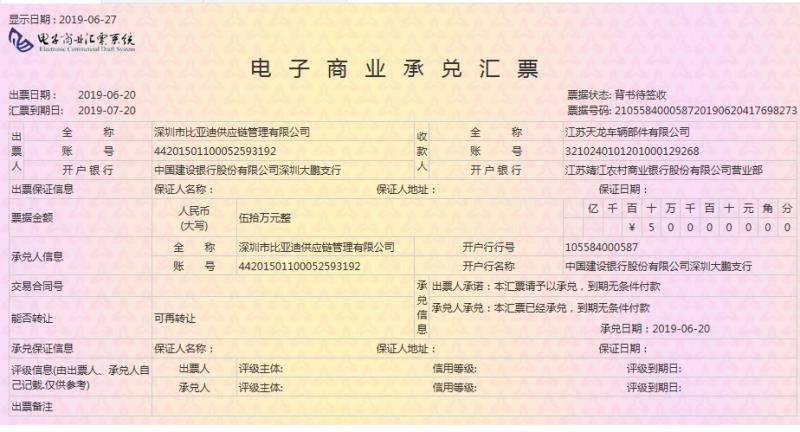 显示日期：2019-06-27
电子商业汇票系统
Electronic Commercial Draft System
电子商业承兑汇票
出票日期： 2019-06-20 票据状态: 背书待签收
汇票到期日: 2019-07-20 票据号码: 210558400058720190620417698273
出票人 全称 深圳市比亚迪供应链管理有限公司 收款人 全称 江苏天龙车辆部件有限公司
账号 44201501100052593192 账号 3210240101201000129268
开户银行 中国建设银行股份有限公司深圳大鹏支行 开户银行 江苏靖江农村商业银行股份有限公司营业部
出票保证信息 保证人名称： 保证人地址： 保证日期：
票据金额 人民币(大写) 伍拾万元整 亿 千 百 十 万 千 百 十 元 角 分
¥ 5 0 0 0 0 0 0 0
承兑人信息 全称 深圳市比亚迪供应链管理有限公司 开户行行号 105584000587
账号 44201501100052593192 开户行名称 中国建设银行股份有限公司深圳大鹏支行
交易合同号 承兑信息 出票人承诺：本汇票请予以承兑，到期无条件付款
能否转让 可再转让 承兑人承兑：本汇票已经承兑，到期无条件付款
承兑日期：2019-06-20
承兑保证信息 保证人名称： 保证人地址： 保证日期：
评级信息(由出票人、承兑人自己记载,仅供参考) 出票人 评级主体: 信用等级: 评级到期日:
承兑人 评级主体: 信用等级: 评级到期日:
出票备注